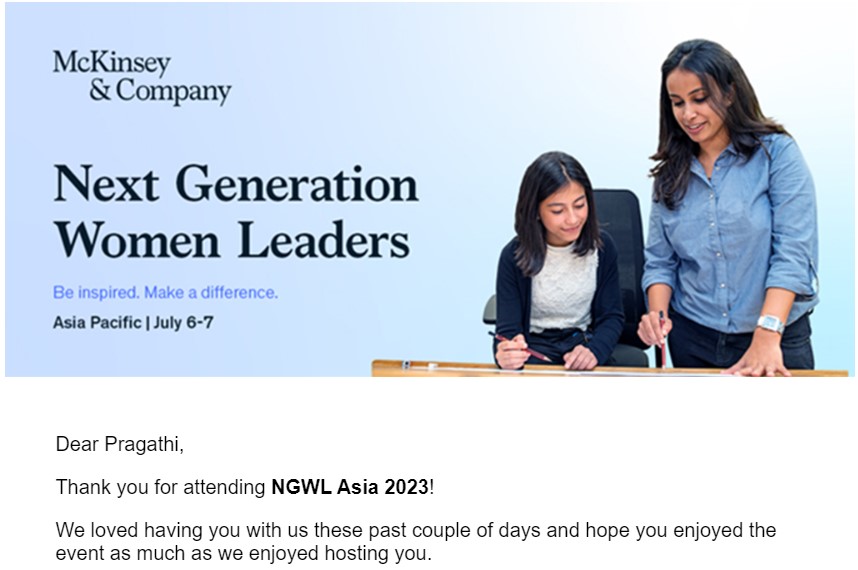 McKinsey
& Company
Next Generation
Women Leaders
Be inspired. Make a difference.
Asia Pacific | July 6-7
Dear Pragathi,
Thank you for attending NGWL Asia 2023!
We loved having you with us these past couple of days and hope you enjoyed the
event as much as we enjoyed hosting you.